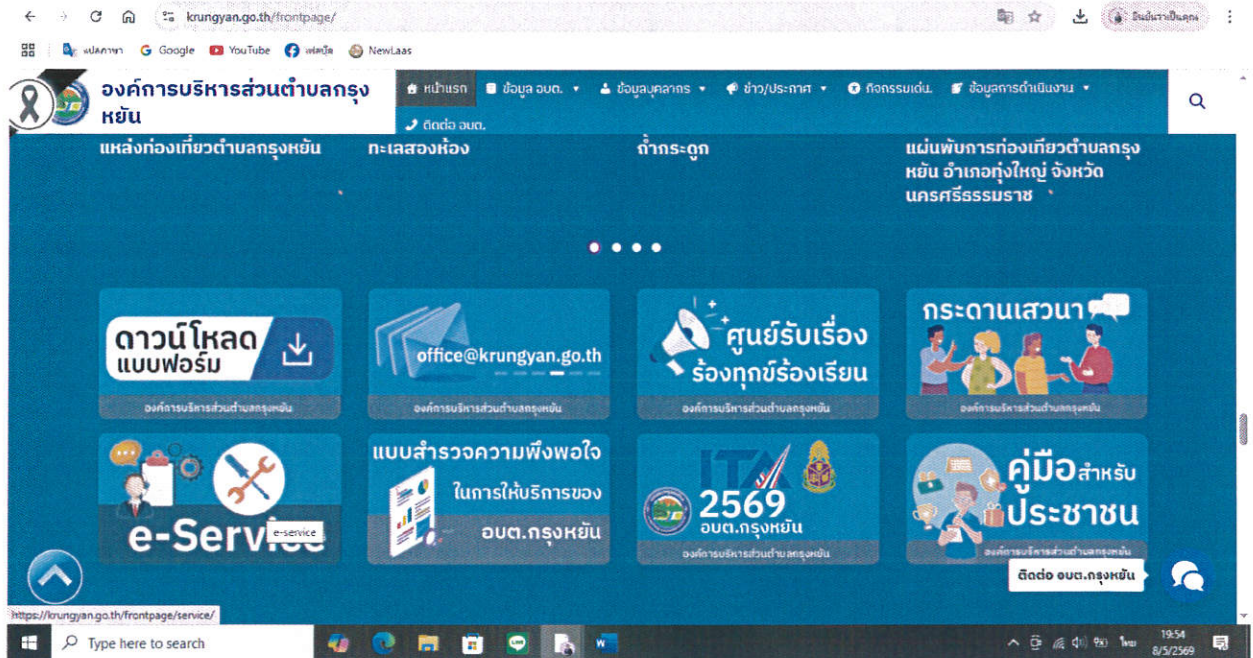 krungyan.go.th/frontpage/
แปลภาษา Google YouTube เฟสบุ๊ค NewLaas
องค์การบริหารส่วนตำบลกรุง
หยัน
หน้าแรก ข้อมูล อบต. ข้อมูลบุคลากร ข่าว/ประกาศ กิจกรรมเด่น. ข้อมูลการดำเนินงาน
ติดต่อ อบต.
แหล่งท่องเที่ยวตำบลกรุงหยัน
ทะเลสองห้อง
ถ้ำกระดูก
แผ่นพับการท่องเที่ยวตำบลกรุง
หยัน อำเภอทุ่งใหญ่ จังหวัด
นครศรีธรรมราช
ดาวน์โหลด
แบบฟอร์ม
องค์การบริหารส่วนตำบลกรุงหยัน
office@krungyan.go.th
องค์การบริหารส่วนตำบลกรุงหยัน
ศูนย์รับเรื่อง
ร้องทุกข์ร้องเรียน
องค์การบริหารส่วนตำบลกรุงหยัน
กระดานเสวนา
องค์การบริหารส่วนตำบลกรุงหยัน
e-Service
e-service
แบบสำรวจความพึงพอใจ
ในการให้บริการของ
อบต.กรุงหยัน
ITA
2569
อบต.กรุงหยัน
องค์การบริหารส่วนตำบลกรุงหยัน
คู่มือสำหรับ
ประชาชน
องค์การบริหารส่วนตำบลกรุงหยัน
ติดต่อ อบต.กรุงหยัน
https://krungyan.go.th/frontpage/service/
Type here to search
ไทย
19:54
8/5/2569